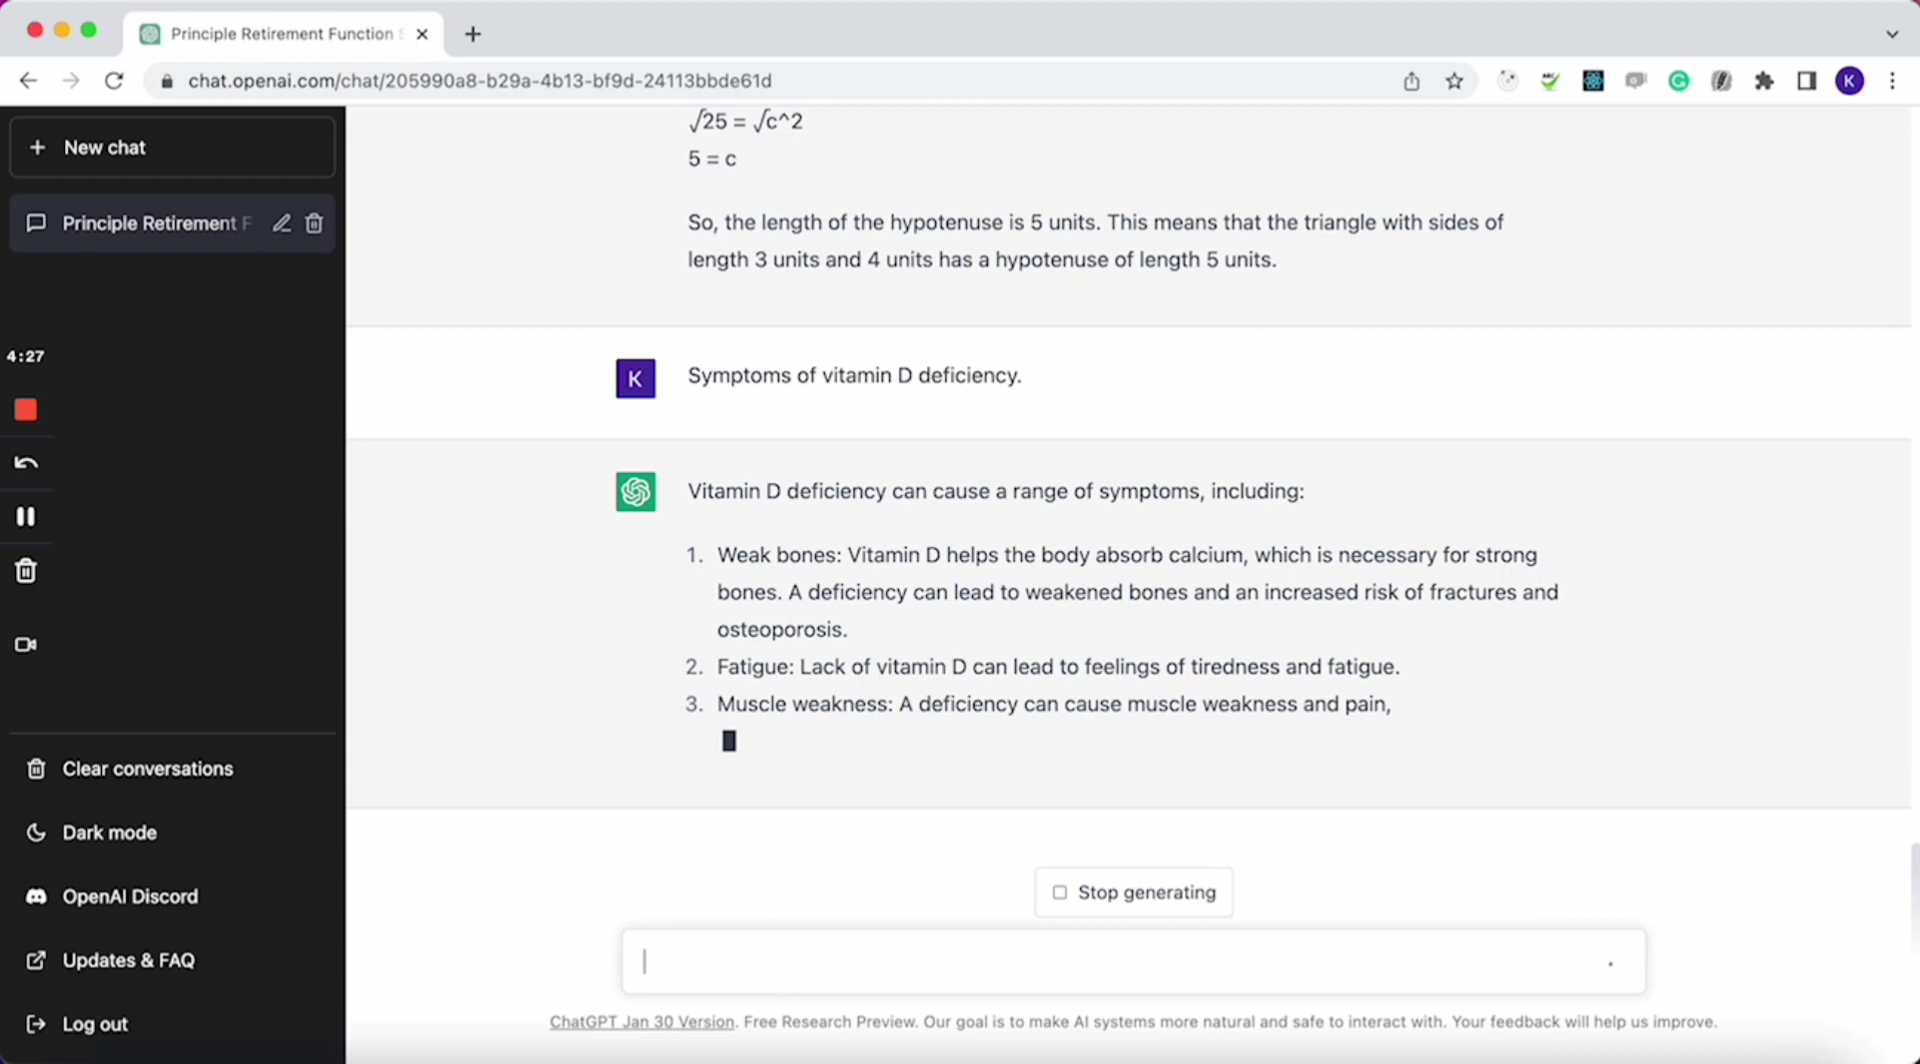 Principle Retirement Function
chat.openai.com/chat/205990a8-b29a-4b13-bf9d-24113bbde61d
K
New chat
Principle Retirement F
4:27
Clear conversations
Dark mode
OpenAI Discord
Updates & FAQ
Log out
√25 = √c^2
5 = c
So, the length of the hypotenuse is 5 units. This means that the triangle with sides of
length 3 units and 4 units has a hypotenuse of length 5 units.
K
Symptoms of vitamin D deficiency.
Vitamin D deficiency can cause a range of symptoms, including:
1. Weak bones: Vitamin D helps the body absorb calcium, which is necessary for strong
bones. A deficiency can lead to weakened bones and an increased risk of fractures and
osteoporosis.
2. Fatigue: Lack of vitamin D can lead to feelings of tiredness and fatigue.
3. Muscle weakness: A deficiency can cause muscle weakness and pain,
Stop generating
ChatGPT Jan 30 Version. Free Research Preview. Our goal is to make AI systems more natural and safe to interact with. Your feedback will help us improve.